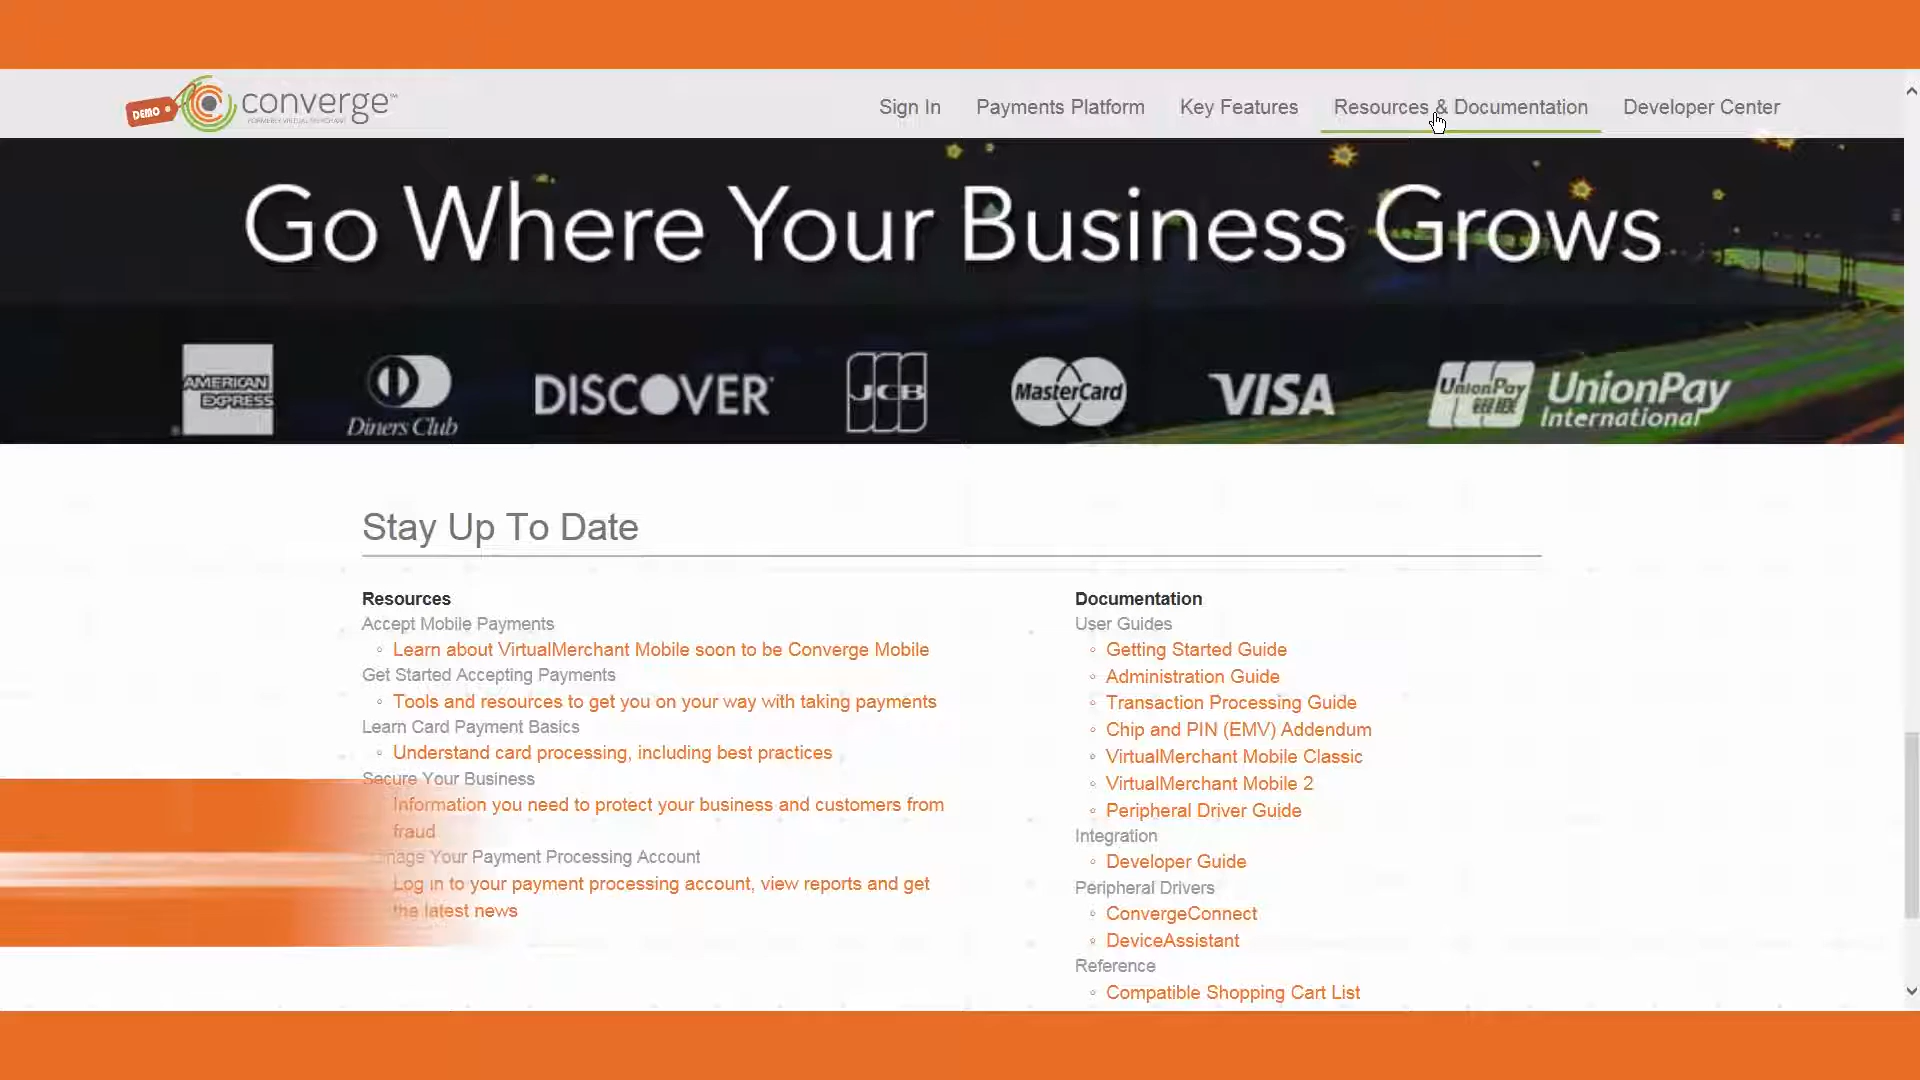 DEMO
converge™
FORMERLY VIRTUALMERCHANT
Sign In
Payments Platform
Key Features
Resources & Documentation
Developer Center
Go Where Your Business Grows
AMERICAN
EXPRESS
Diners Club
DISCOVER
JCB
MasterCard
VISA
UnionPay
银联
UnionPay
International
Stay Up To Date
Resources
Accept Mobile Payments
Learn about VirtualMerchant Mobile soon to be Converge Mobile
Get Started Accepting Payments
Tools and resources to get you on your way with taking payments
Learn Card Payment Basics
Understand card processing, including best practices
Secure Your Business
Information you need to protect your business and customers from
fraud
Manage Your Payment Processing Account
Log in to your payment processing account, view reports and get
the latest news
Documentation
User Guides
Getting Started Guide
Administration Guide
Transaction Processing Guide
Chip and PIN (EMV) Addendum
VirtualMerchant Mobile Classic
VirtualMerchant Mobile 2
Peripheral Driver Guide
Integration
Developer Guide
Peripheral Drivers
ConvergeConnect
DeviceAssistant
Reference
Compatible Shopping Cart List